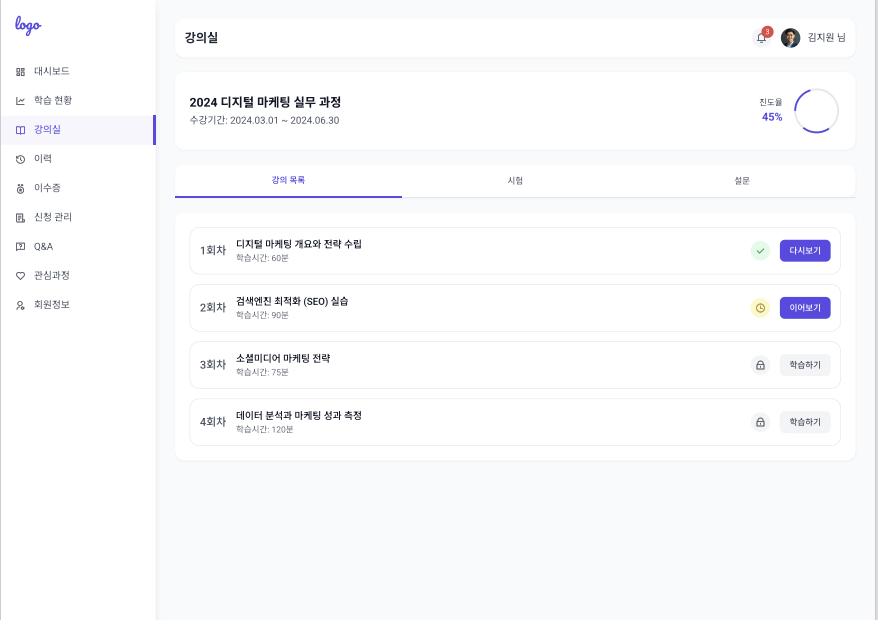 logo
대시보드
학습 현황
강의실
이력
이수증
신청 관리
Q&A
관심과정
회원정보
강의실
3
김지원 님
2024 디지털 마케팅 실무 과정
수강기간: 2024.03.01 ~ 2024.06.30
진도율
45%
강의 목록
시험
설문
1회차
디지털 마케팅 개요와 전략 수립
학습시간: 60분
다시보기
2회차
검색엔진 최적화 (SEO) 실습
학습시간: 90분
이어보기
3회차
소셜미디어 마케팅 전략
학습시간: 75분
학습하기
4회차
데이터 분석과 마케팅 성과 측정
학습시간: 120분
학습하기